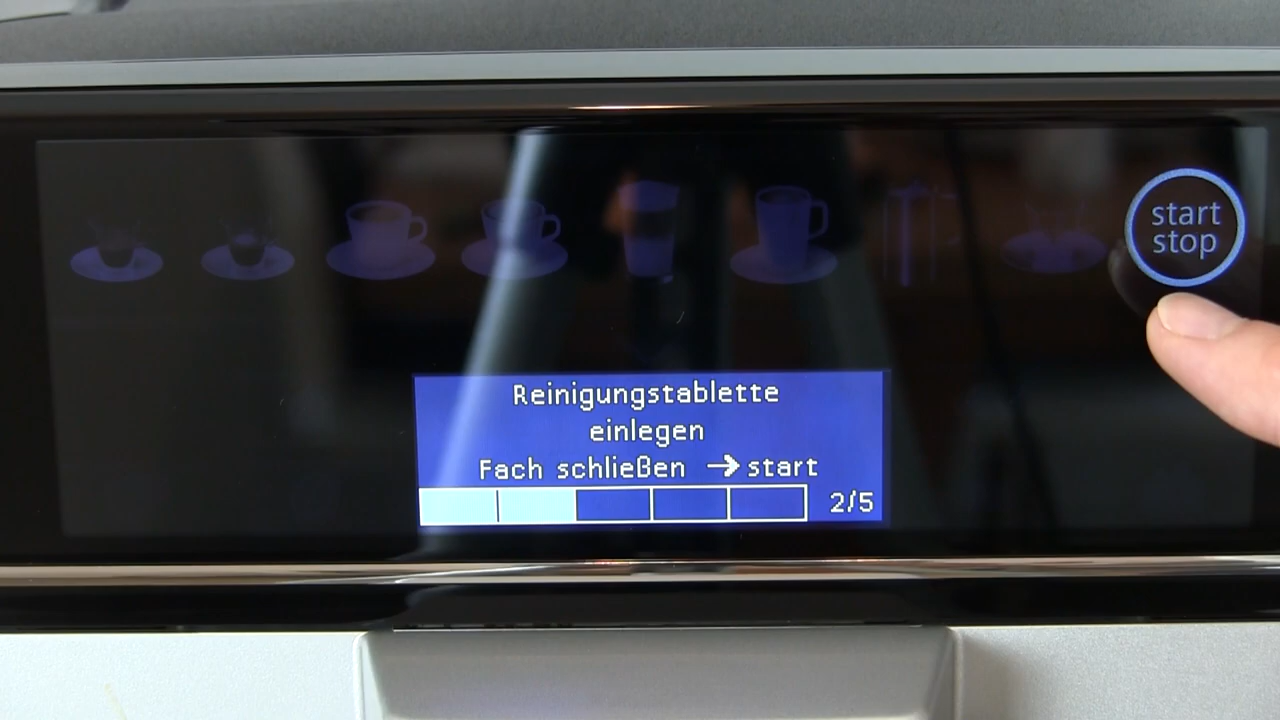 start
stop
Reinigungstablette
einlegen
Fach schließen → start
2/5